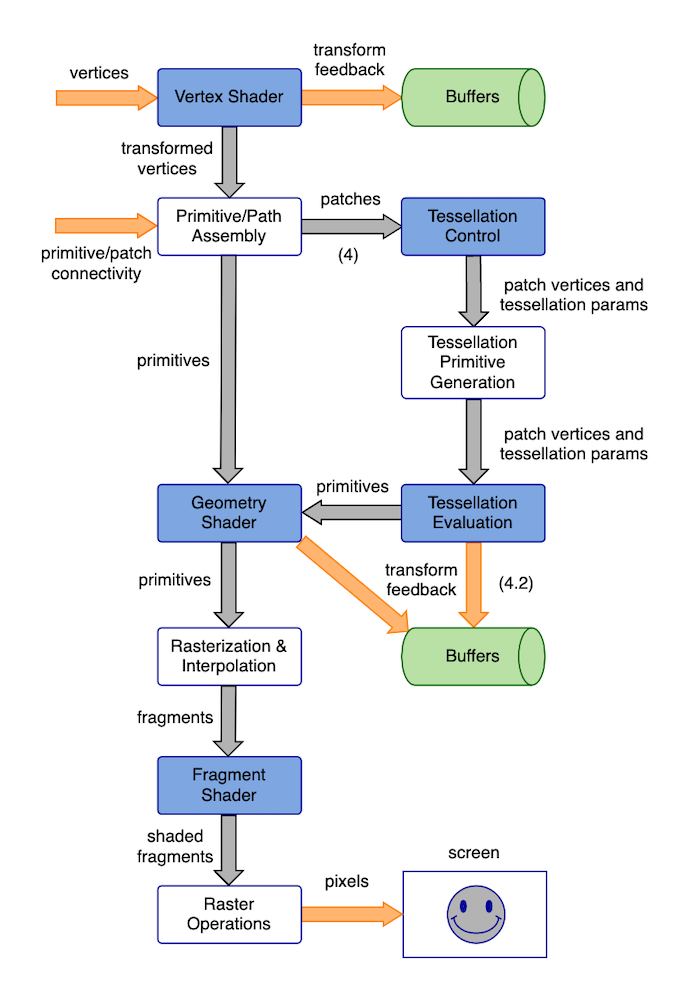 transform
feedback
vertices
Vertex Shader
Buffers
transformed
vertices
patches
Primitive/Path
Assembly
Tessellation
Control
primitive/patch
connectivity
(4)
patch vertices and
tessellation params
Tessellation
Primitive
Generation
primitives
patch vertices and
tessellation params
primitives
Geometry
Shader
Tessellation
Evaluation
primitives
transform
feedback
(4.2)
Rasterization &
Interpolation
Buffers
fragments
Fragment
Shader
shaded
fragments
screen
pixels
Raster
Operations